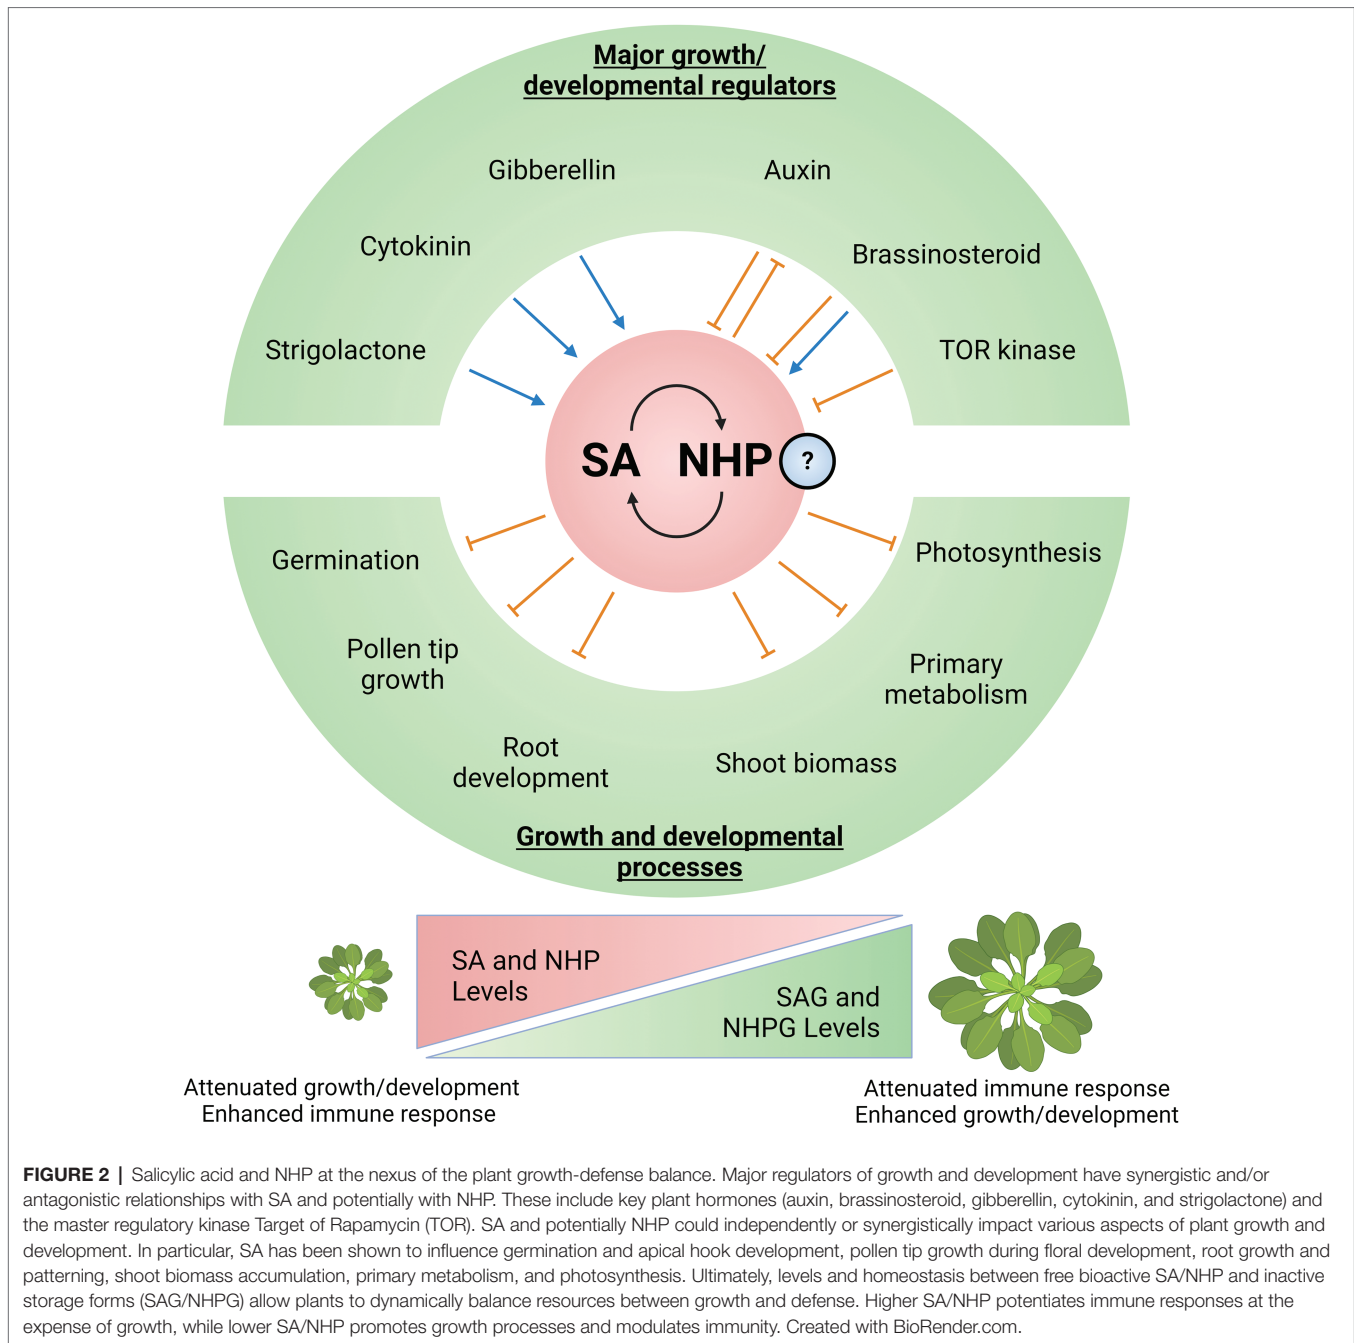 Major growth/
developmental regulators
Gibberellin
Auxin
Cytokinin
Brassinosteroid
Strigolactone
TOR kinase
SA NHP ?
Germination
Photosynthesis
Pollen tip
growth
Primary
metabolism
Root
development
Shoot biomass
Growth and developmental
processes
SA and NHP
Levels
SAG and
NHPG Levels
Attenuated growth/development
Enhanced immune response
Attenuated immune response
Enhanced growth/development
FIGURE 2 | Salicylic acid and NHP at the nexus of the plant growth-defense balance. Major regulators of growth and development have synergistic and/or
antagonistic relationships with SA and potentially with NHP. These include key plant hormones (auxin, brassinosteroid, gibberellin, cytokinin, and strigolactone) and
the master regulatory kinase Target of Rapamycin (TOR). SA and potentially NHP could independently or synergistically impact various aspects of plant growth and
development. In particular, SA has been shown to influence germination and apical hook development, pollen tip growth during floral development, root growth and
patterning, shoot biomass accumulation, primary metabolism, and photosynthesis. Ultimately, levels and homeostasis between free bioactive SA/NHP and inactive
storage forms (SAG/NHPG) allow plants to dynamically balance resources between growth and defense. Higher SA/NHP potentiates immune responses at the
expense of growth, while lower SA/NHP promotes growth processes and modulates immunity. Created with BioRender.com.